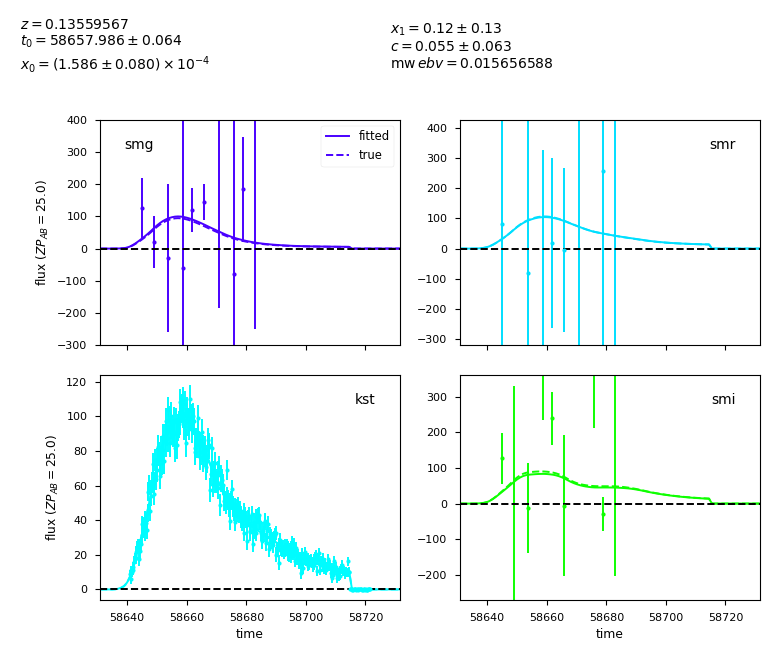 z = 0.13559567
t₀ = 58657.986 ± 0.064
x₀ = (1.586 ± 0.080) × 10⁻⁴
x₁ = 0.12 ± 0.13
c = 0.055 ± 0.063
mw ebv = 0.015656588
400
300
200
100
0
−100
−200
−300
flux (ZP_AB = 25.0)
smg
fitted
true
400
300
200
100
0
−100
−200
−300
smr
120
100
80
60
40
20
0
flux (ZP_AB = 25.0)
kst
58640
58660
58680
58700
58720
time
300
200
100
0
−100
−200
smi
58640
58660
58680
58700
58720
time